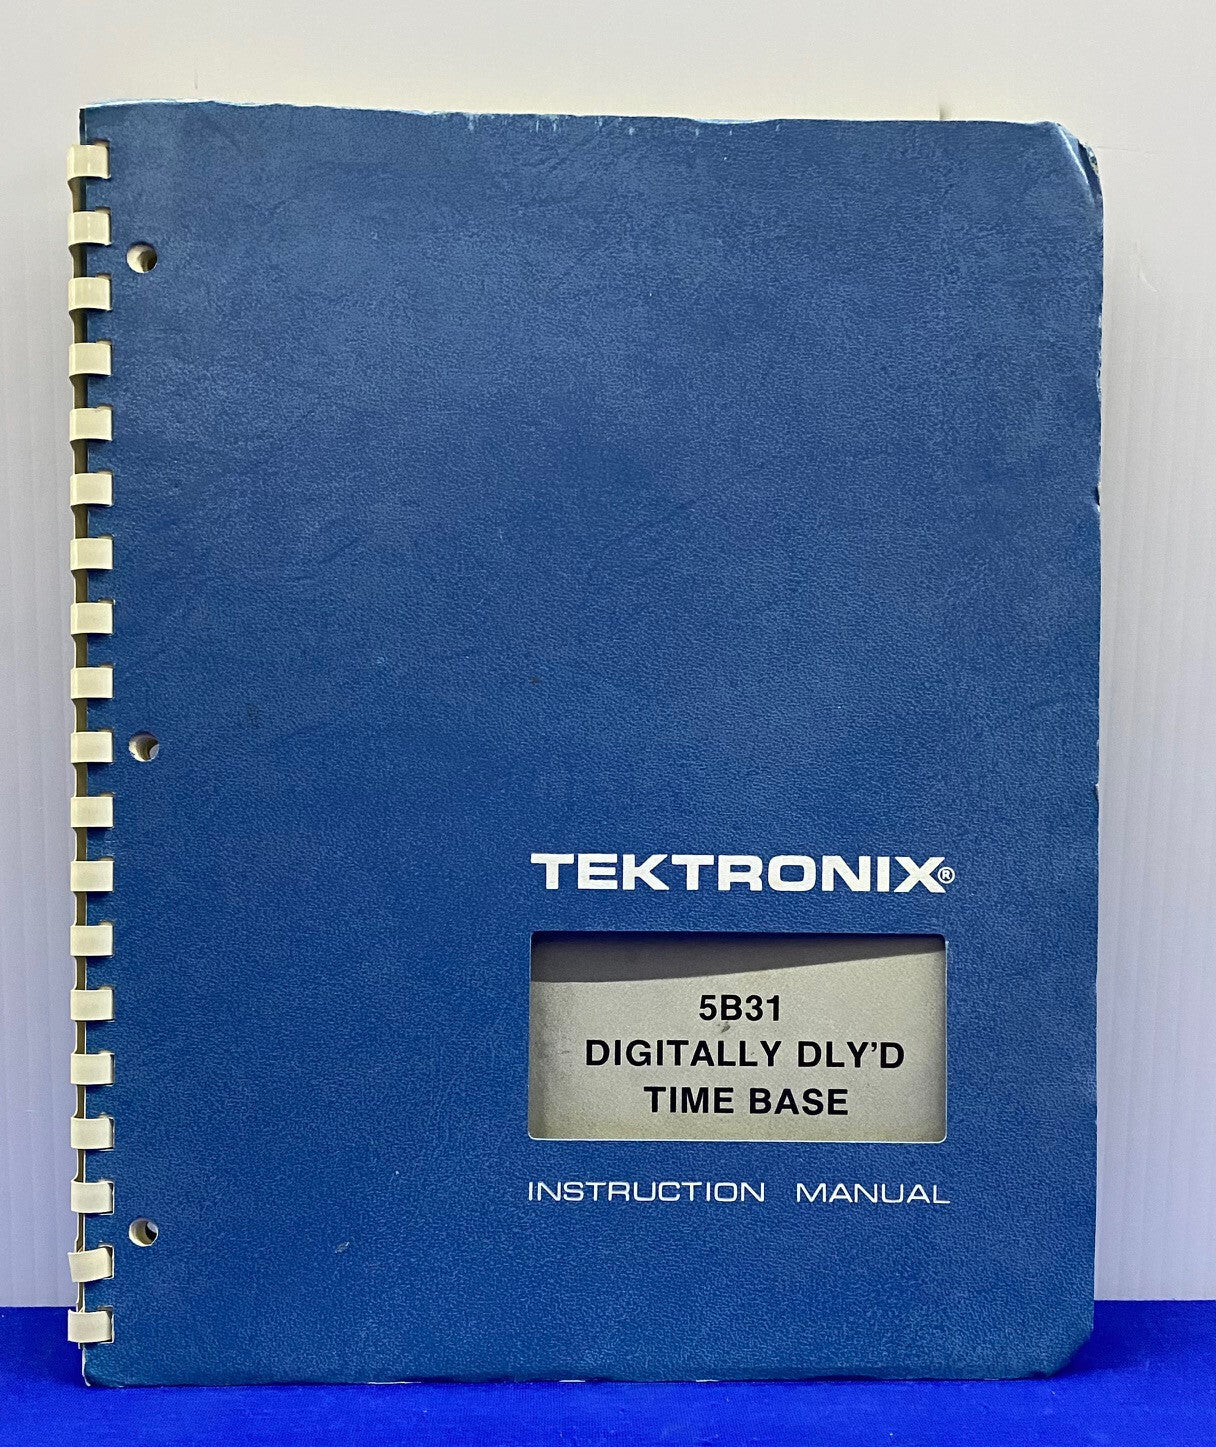 TEKTRONIX®
5B31
DIGITALLY DLY'D
TIME BASE
INSTRUCTION MANUAL